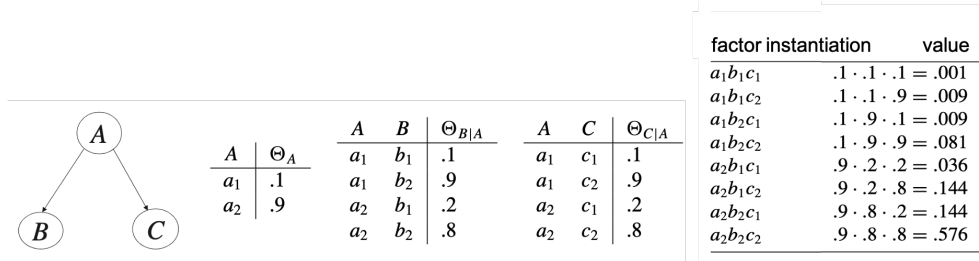 A
B
C
A Θ_A
a₁ .1
a₂ .9
A B Θ_{B|A}
a₁ b₁ .1
a₁ b₂ .9
a₂ b₁ .2
a₂ b₂ .8
A C Θ_{C|A}
a₁ c₁ .1
a₁ c₂ .9
a₂ c₁ .2
a₂ c₂ .8
factor instantiation value
a₁b₁c₁ .1 · .1 · .1 = .001
a₁b₁c₂ .1 · .1 · .9 = .009
a₁b₂c₁ .1 · .9 · .1 = .009
a₁b₂c₂ .1 · .9 · .9 = .081
a₂b₁c₁ .9 · .2 · .2 = .036
a₂b₁c₂ .9 · .2 · .8 = .144
a₂b₂c₁ .9 · .8 · .2 = .144
a₂b₂c₂ .9 · .8 · .8 = .576